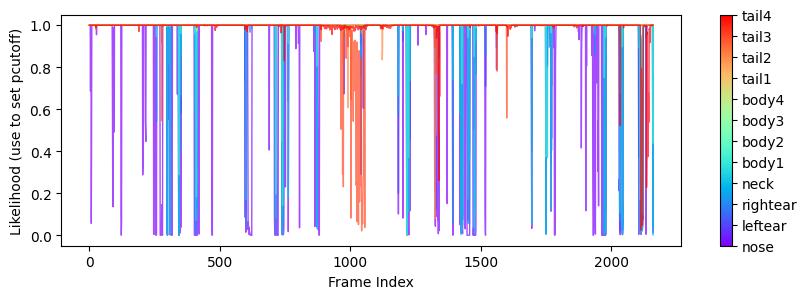 Likelihood (use to set pcutoff)
1.0
0.8
0.6
0.4
0.2
0.0
0
500
1000
1500
2000
Frame Index
tail4
tail3
tail2
tail1
body4
body3
body2
body1
neck
rightear
leftear
nose